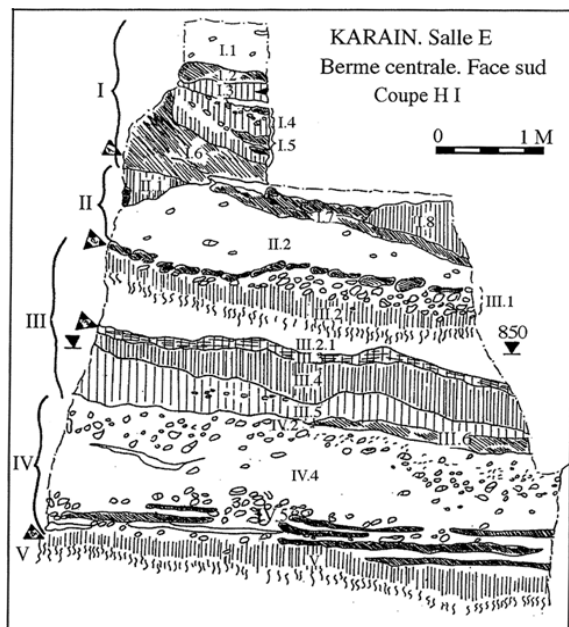 KARAIN. Salle E
Berme centrale. Face sud
Coupe H I
0 1 M
I
I.1
I.2
I.3
I.4
I.5
I.6
II
I.7
I.8
II.2
III.1
III.2
III
850
III.2.1
III.4
III.5
IV.2
IV
IV.4
V
V